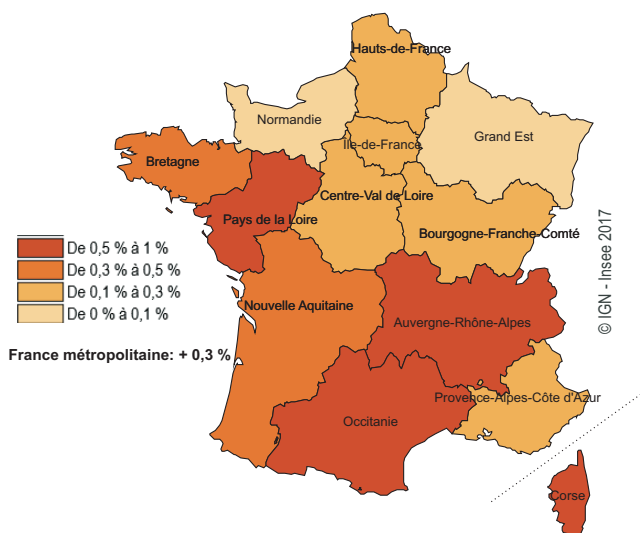 Hauts-de-France
Normandie
Île-de-France
Grand Est
Bretagne
Centre-Val de Loire
Pays de la Loire
Bourgogne-Franche-Comté
De 0,5 % à 1 %
De 0,3 % à 0,5 %
De 0,1 % à 0,3 %
De 0 % à 0,1 %
France métropolitaine: + 0,3 %
Nouvelle Aquitaine
Auvergne-Rhône-Alpes
Provence-Alpes-Côte d'Azur
Occitanie
Corse
© IGN - Insee 2017